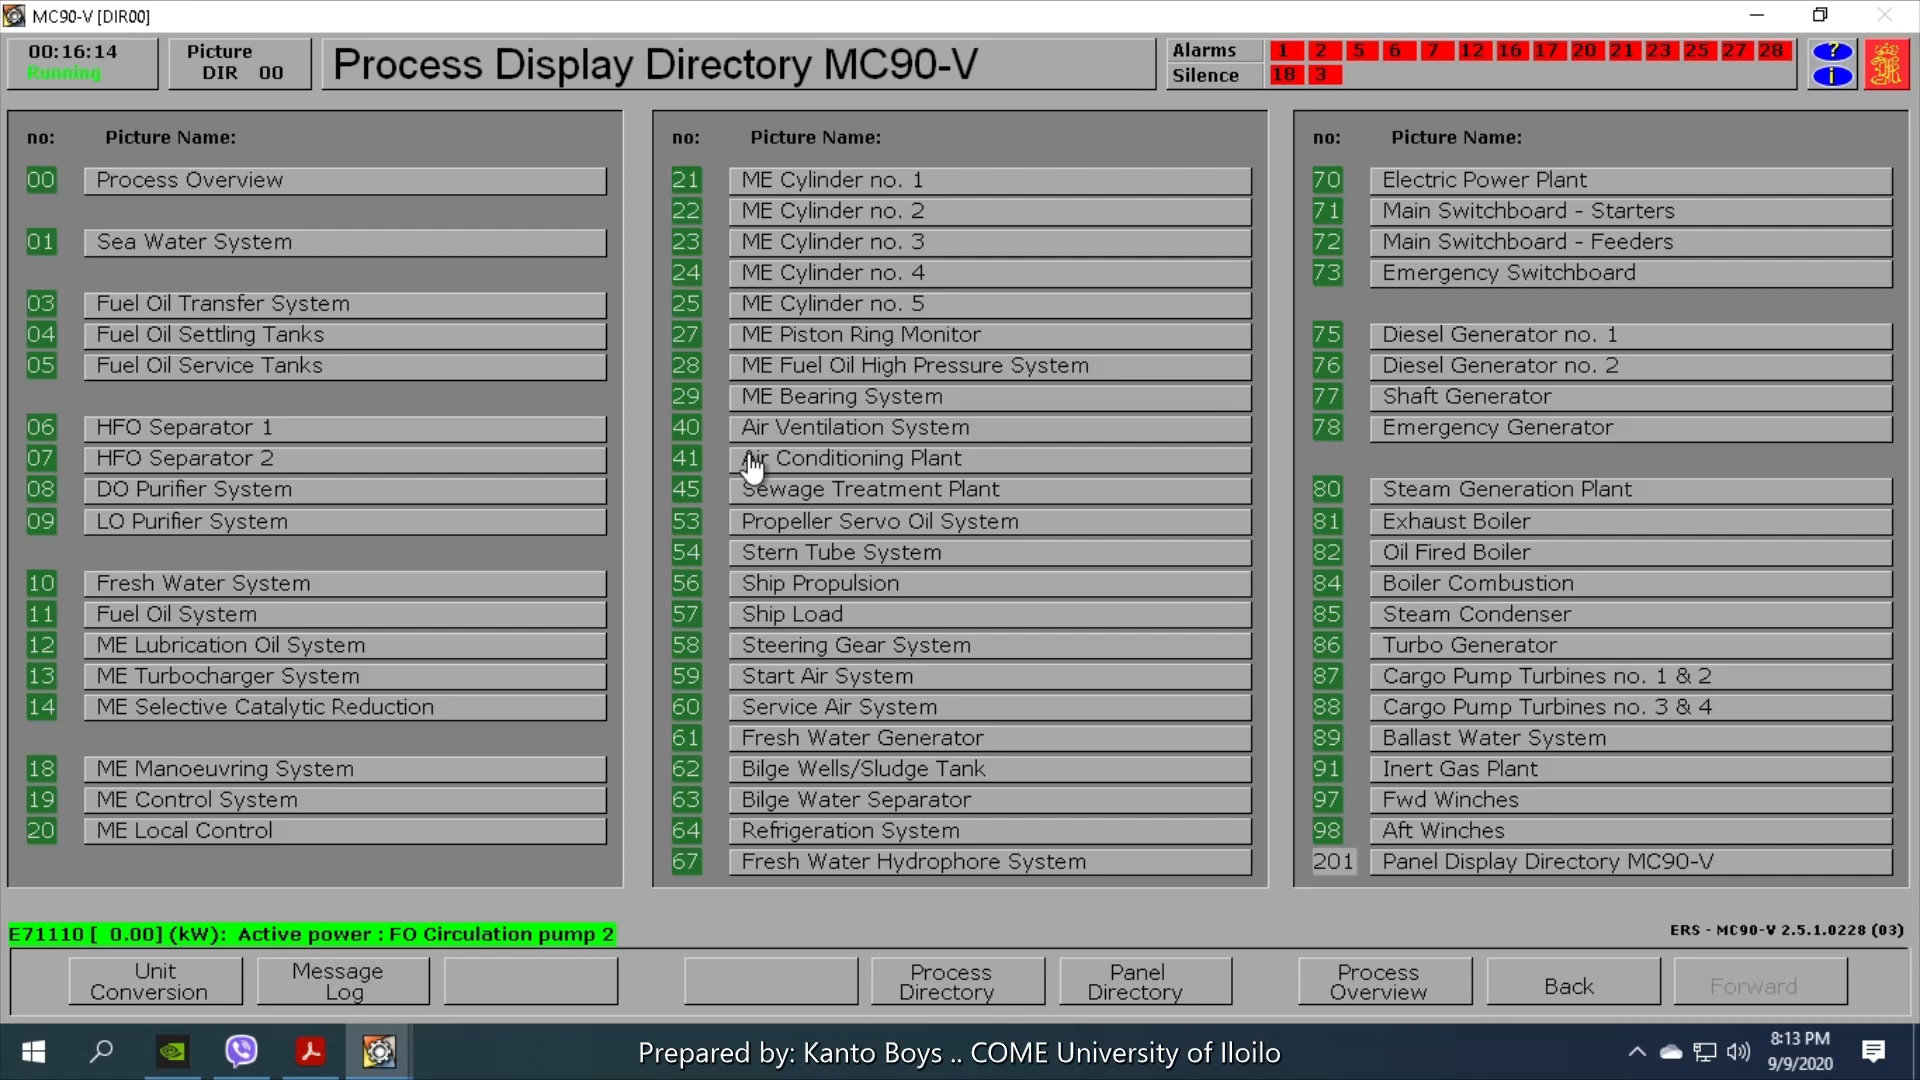 MC90-V [DIR00]
00:16:14
Running
Picture
DIR 00
Process Display Directory MC90-V
Alarms 1 2 5 6 7 12 16 17 20 21 23 25 27 28
Silence 18 3
?
i
no: Picture Name:
00 Process Overview
01 Sea Water System
03 Fuel Oil Transfer System
04 Fuel Oil Settling Tanks
05 Fuel Oil Service Tanks
06 HFO Separator 1
07 HFO Separator 2
08 DO Purifier System
09 LO Purifier System
10 Fresh Water System
11 Fuel Oil System
12 ME Lubrication Oil System
13 ME Turbocharger System
14 ME Selective Catalytic Reduction
18 ME Manoeuvring System
19 ME Control System
20 ME Local Control
no: Picture Name:
21 ME Cylinder no. 1
22 ME Cylinder no. 2
23 ME Cylinder no. 3
24 ME Cylinder no. 4
25 ME Cylinder no. 5
27 ME Piston Ring Monitor
28 ME Fuel Oil High Pressure System
29 ME Bearing System
40 Air Ventilation System
41 Air Conditioning Plant
45 Sewage Treatment Plant
53 Propeller Servo Oil System
54 Stern Tube System
56 Ship Propulsion
57 Ship Load
58 Steering Gear System
59 Start Air System
60 Service Air System
61 Fresh Water Generator
62 Bilge Wells/Sludge Tank
63 Bilge Water Separator
64 Refrigeration System
67 Fresh Water Hydrophore System
no: Picture Name:
70 Electric Power Plant
71 Main Switchboard - Starters
72 Main Switchboard - Feeders
73 Emergency Switchboard
75 Diesel Generator no. 1
76 Diesel Generator no. 2
77 Shaft Generator
78 Emergency Generator
80 Steam Generation Plant
81 Exhaust Boiler
82 Oil Fired Boiler
84 Boiler Combustion
85 Steam Condenser
86 Turbo Generator
87 Cargo Pump Turbines no. 1 & 2
88 Cargo Pump Turbines no. 3 & 4
89 Ballast Water System
91 Inert Gas Plant
97 Fwd Winches
98 Aft Winches
201 Panel Display Directory MC90-V
E71110 [ 0.00] (kW): Active power : FO Circulation pump 2
ERS - MC90-V 2.5.1.0228 (03)
Unit
Conversion
Message
Log
Process
Directory
Panel
Directory
Process
Overview
Back
Forward
Prepared by: Kanto Boys .. COME University of Iloilo
8:13 PM
9/9/2020